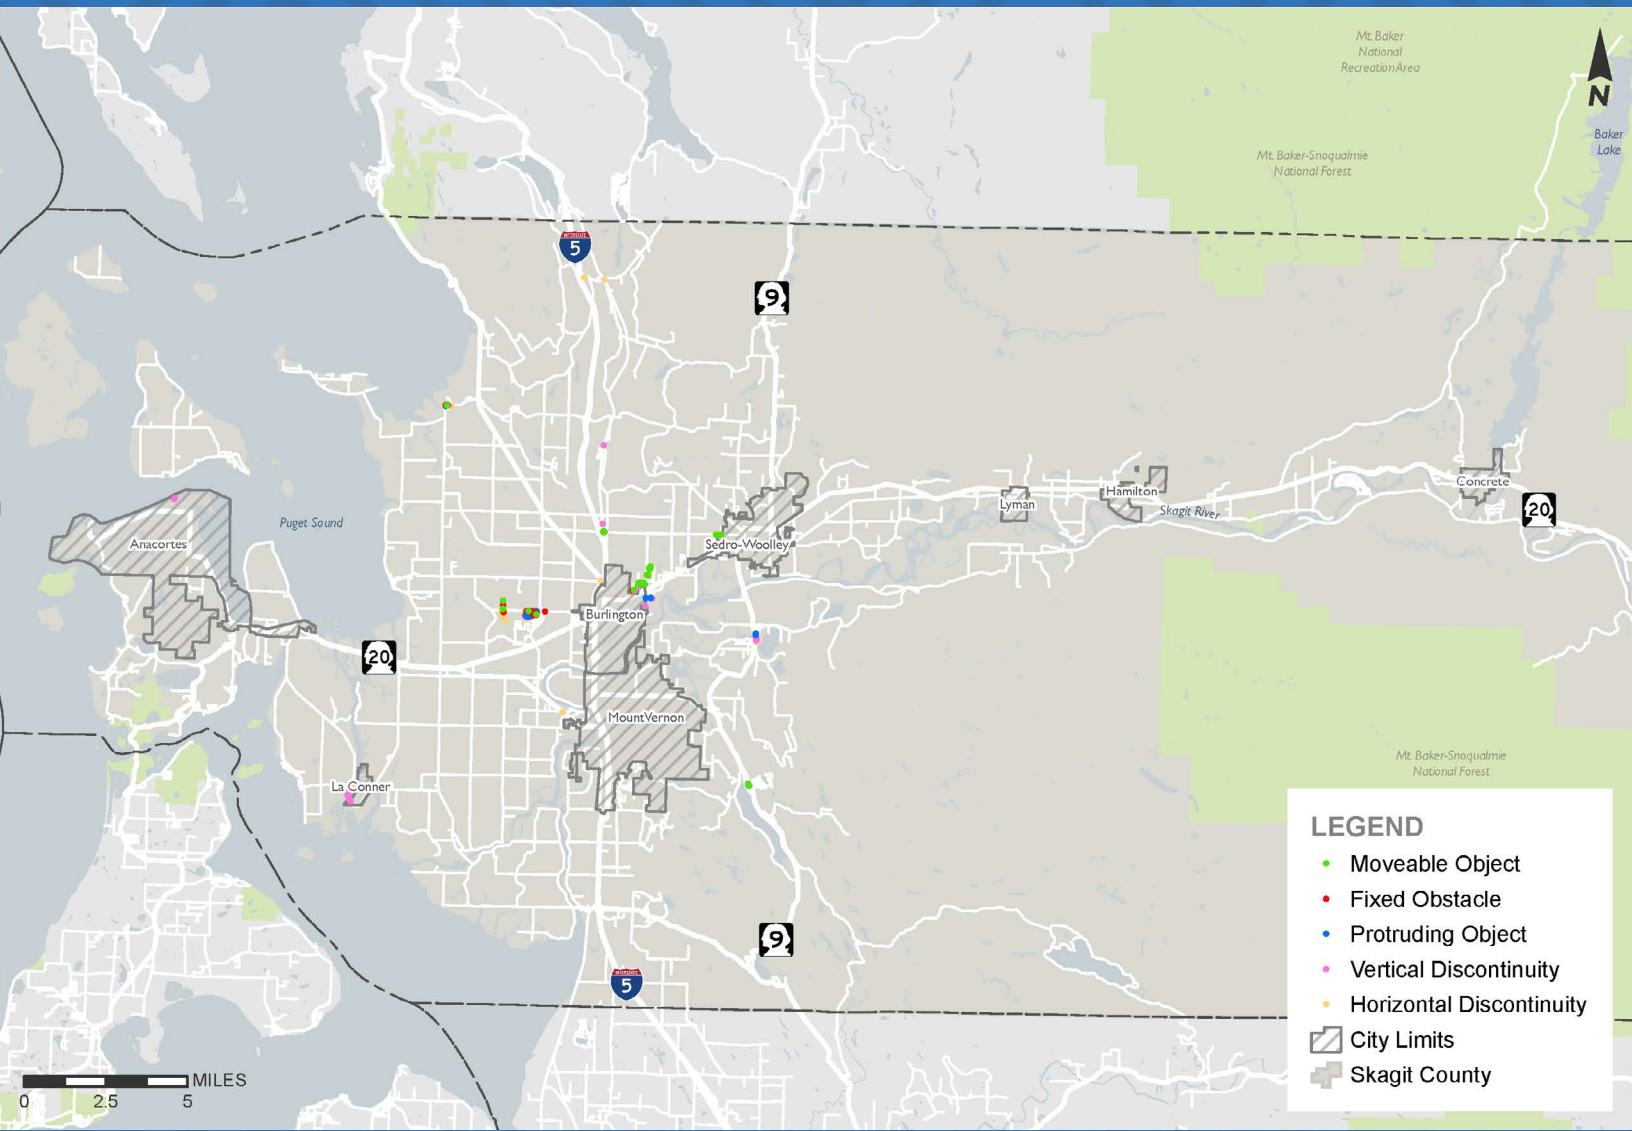 Mt. Baker
National
Recreation Area
N
Baker
Lake
Mt. Baker-Snoqualmie
National Forest
INTERSTATE
5
9
Puget Sound
Anacortes
Sedro-Woolley
Lyman
Hamilton
Skagit River
Concrete
20
Burlington
20
Mount Vernon
La Conner
Mt. Baker-Snoqualmie
National Forest
9
INTERSTATE
5
LEGEND
Moveable Object
Fixed Obstacle
Protruding Object
Vertical Discontinuity
Horizontal Discontinuity
City Limits
Skagit County
MILES
0 2.5 5